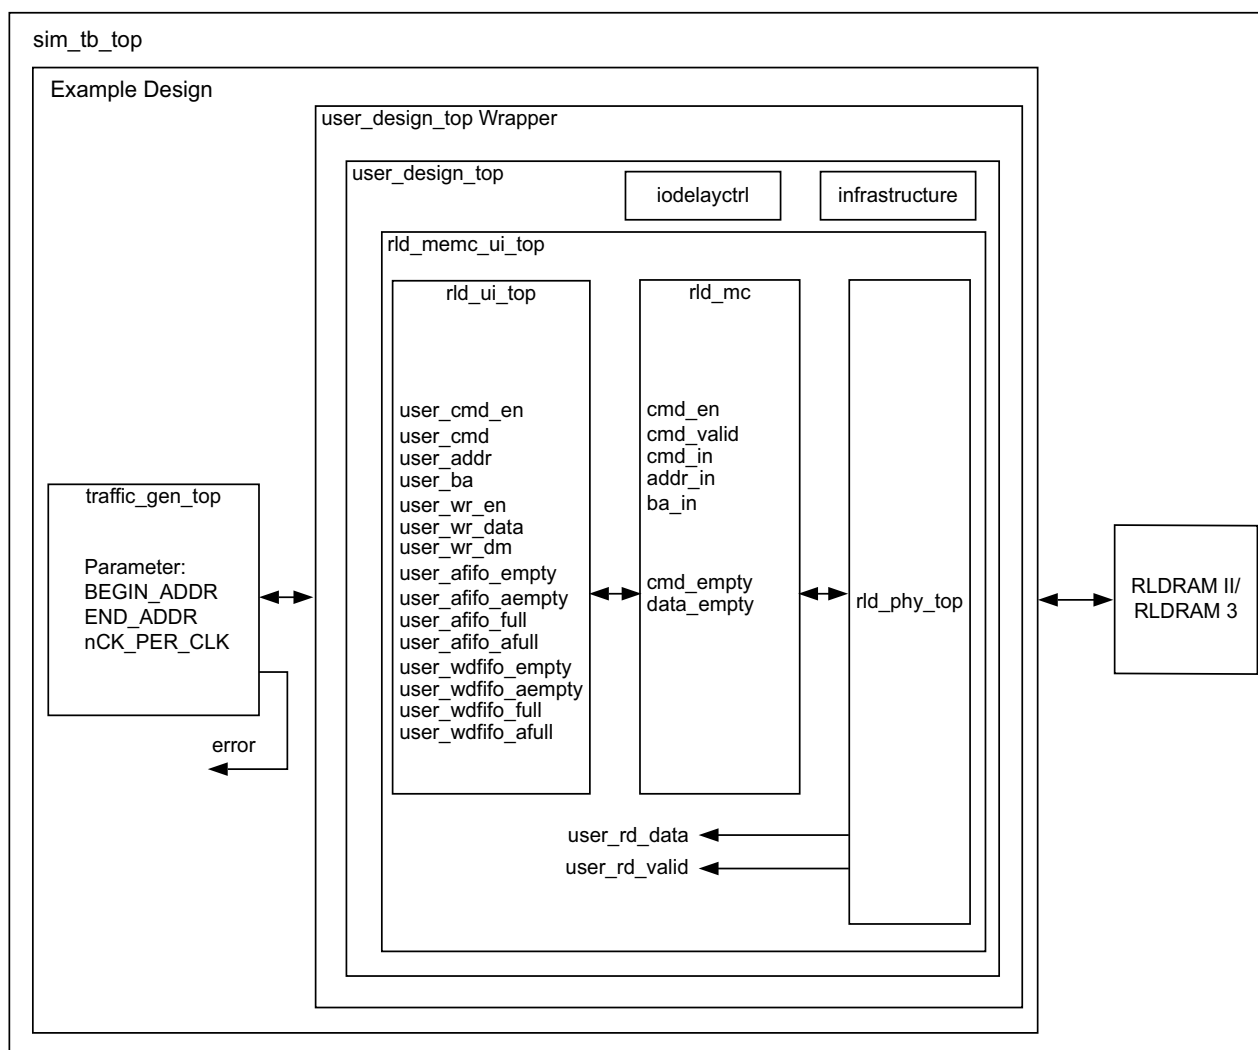 sim_tb_top
Example Design
user_design_top Wrapper
user_design_top
iodelayctrl
infrastructure
rld_memc_ui_top
rld_ui_top
user_cmd_en
user_cmd
user_addr
user_ba
user_wr_en
user_wr_data
user_wr_dm
user_afifo_empty
user_afifo_aempty
user_afifo_full
user_afifo_afull
user_wdfifo_empty
user_wdfifo_aempty
user_wdfifo_full
user_wdfifo_afull
rld_mc
cmd_en
cmd_valid
cmd_in
addr_in
ba_in
cmd_empty
data_empty
rld_phy_top
traffic_gen_top
Parameter:
BEGIN_ADDR
END_ADDR
nCK_PER_CLK
error
RLDRAM II/
RLDRAM 3
user_rd_data
user_rd_valid